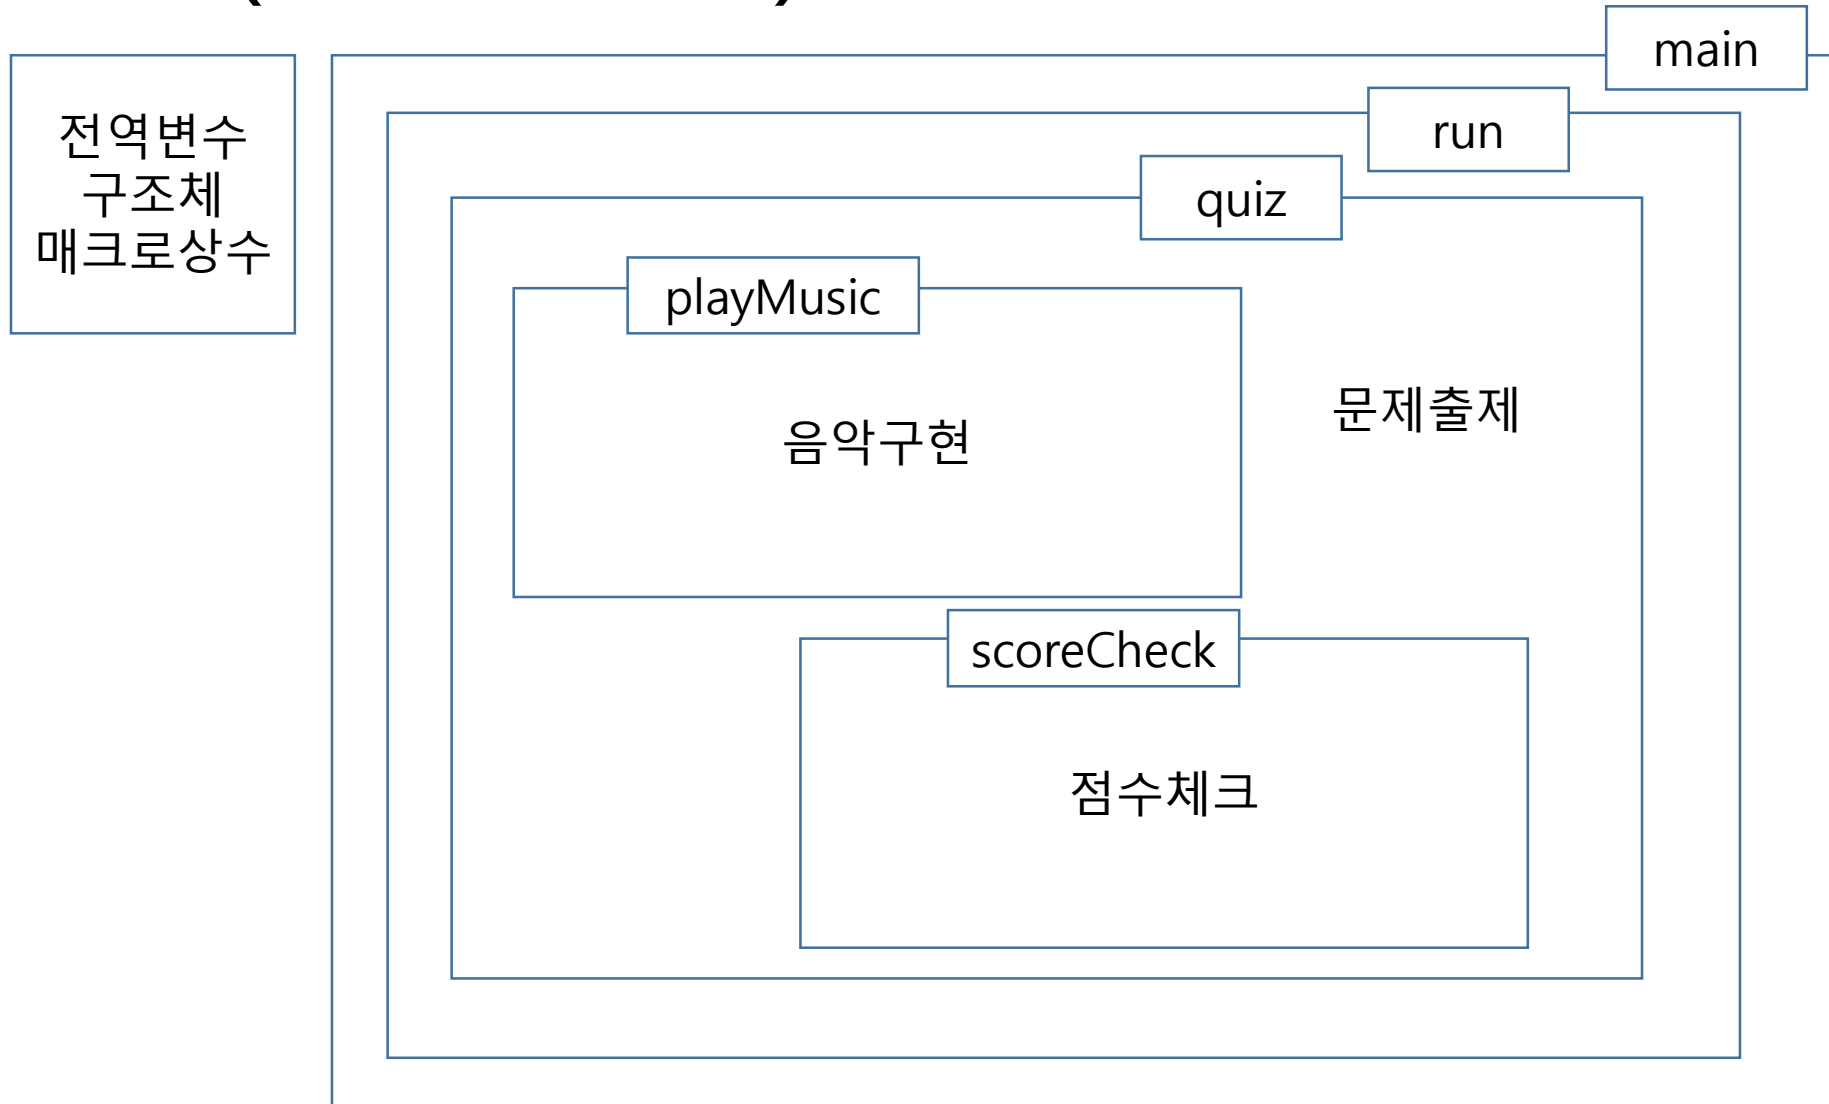 main
run
quiz
전역변수
구조체
매크로상수
playMusic
음악구현
문제출제
scoreCheck
점수체크